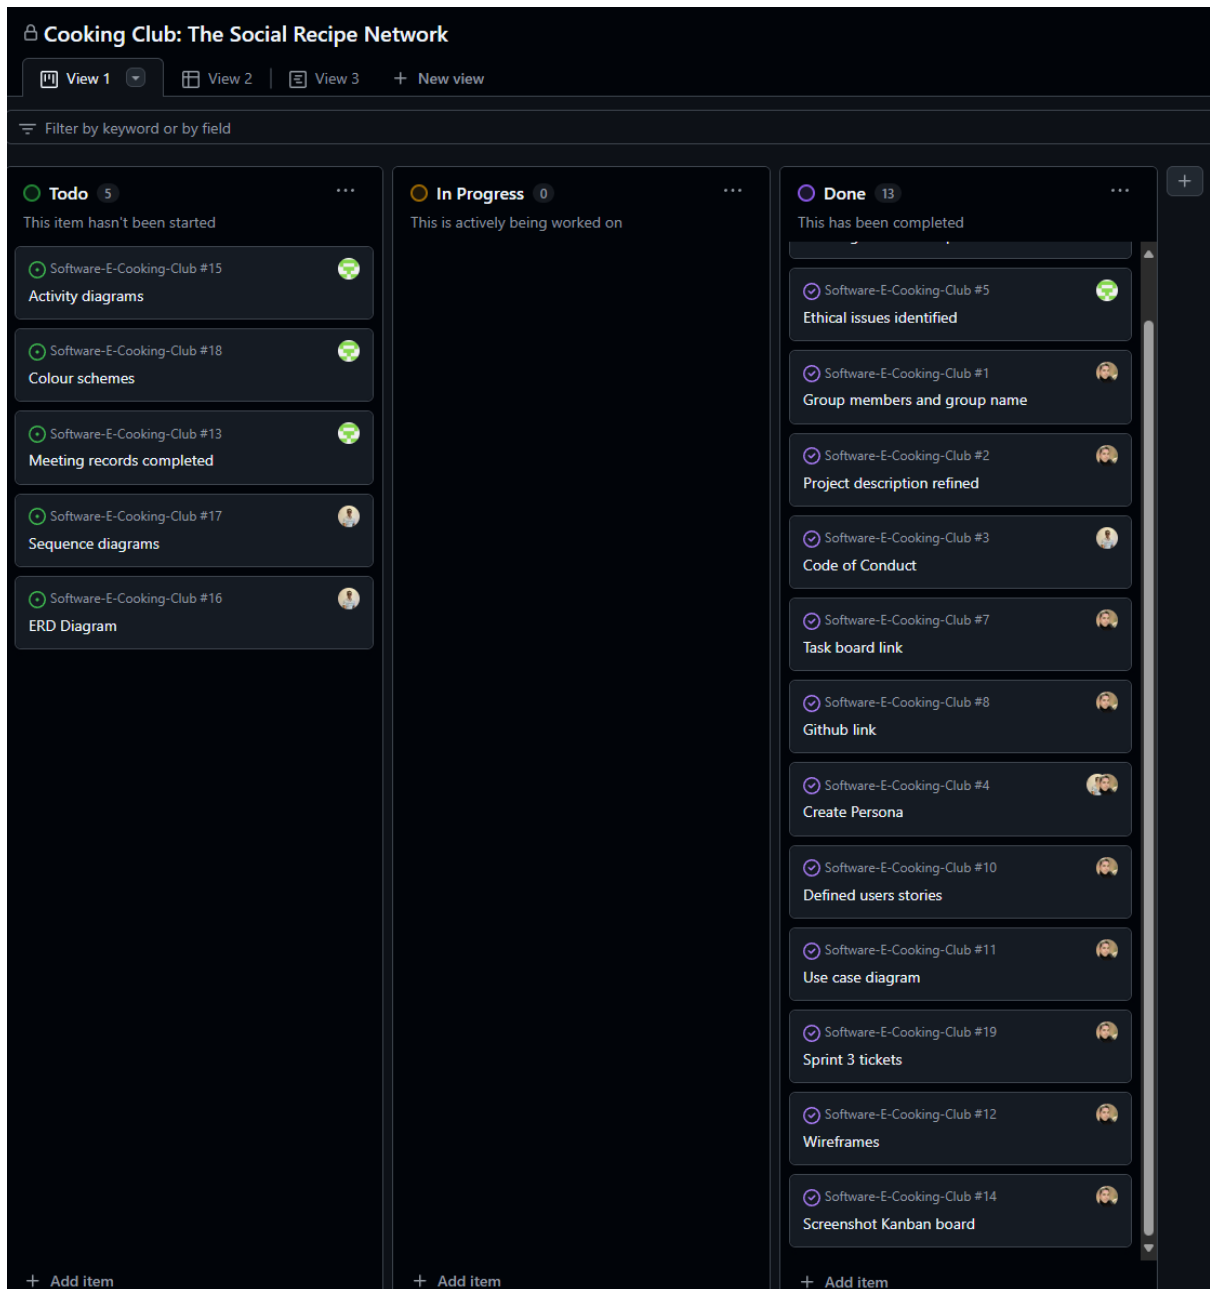 Cooking Club: The Social Recipe Network
View 1
View 2
View 3
New view
Filter by keyword or by field
Todo 5
This item hasn't been started
Software-E-Cooking-Club #15
Activity diagrams
Software-E-Cooking-Club #18
Colour schemes
Software-E-Cooking-Club #13
Meeting records completed
Software-E-Cooking-Club #17
Sequence diagrams
Software-E-Cooking-Club #16
ERD Diagram
Add item
In Progress 0
This is actively being worked on
Add item
Done 13
This has been completed
Software-E-Cooking-Club #5
Ethical issues identified
Software-E-Cooking-Club #1
Group members and group name
Software-E-Cooking-Club #2
Project description refined
Software-E-Cooking-Club #3
Code of Conduct
Software-E-Cooking-Club #7
Task board link
Software-E-Cooking-Club #8
Github link
Software-E-Cooking-Club #4
Create Persona
Software-E-Cooking-Club #10
Defined users stories
Software-E-Cooking-Club #11
Use case diagram
Software-E-Cooking-Club #19
Sprint 3 tickets
Software-E-Cooking-Club #12
Wireframes
Software-E-Cooking-Club #14
Screenshot Kanban board
Add item